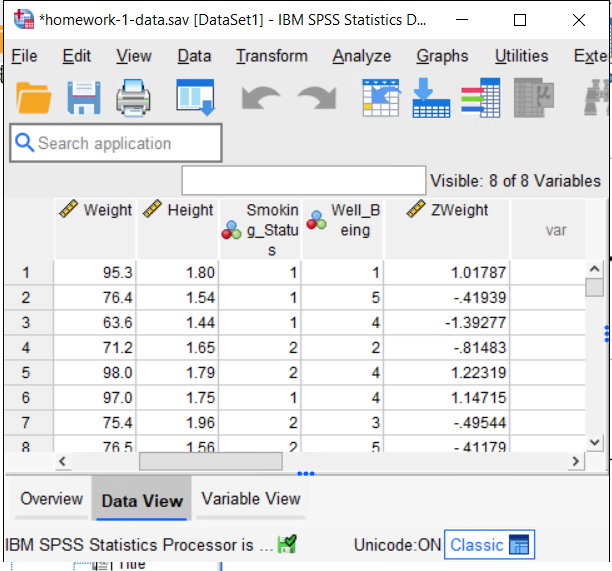 *homework-1-data.sav [DataSet1] - IBM SPSS Statistics D...
File Edit View Data Transform Analyze Graphs Utilities Exte
Search application
Visible: 8 of 8 Variables
Weight Height Smokin Well_B ZWeight var
g_Statu eing
s
1 95.3 1.80 1 1 1.01787
2 76.4 1.54 1 5 -.41939
3 63.6 1.44 1 4 -1.39277
4 71.2 1.65 2 2 -.81483
5 98.0 1.79 2 4 1.22319
6 97.0 1.75 1 4 1.14715
7 75.4 1.96 2 3 -.49544
8 76.5 1.56 2 5 -.41179
Overview Data View Variable View
IBM SPSS Statistics Processor is ... Unicode:ON Classic
Title